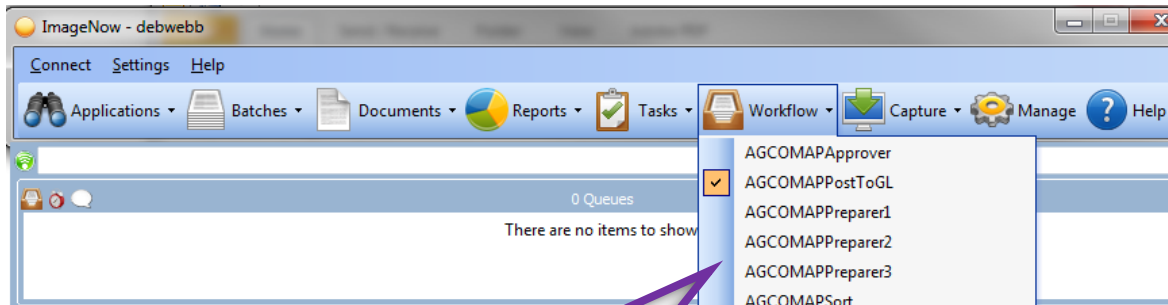 ImageNow - debwebb
Connect Settings Help
Applications Batches Documents Reports Tasks Workflow Capture Manage Help
0 Queues
There are no items to show
AGCOMAPApprover
AGCOMAPPostToGL
AGCOMAPPreparer1
AGCOMAPPreparer2
AGCOMAPPreparer3
AGCOMAPSort